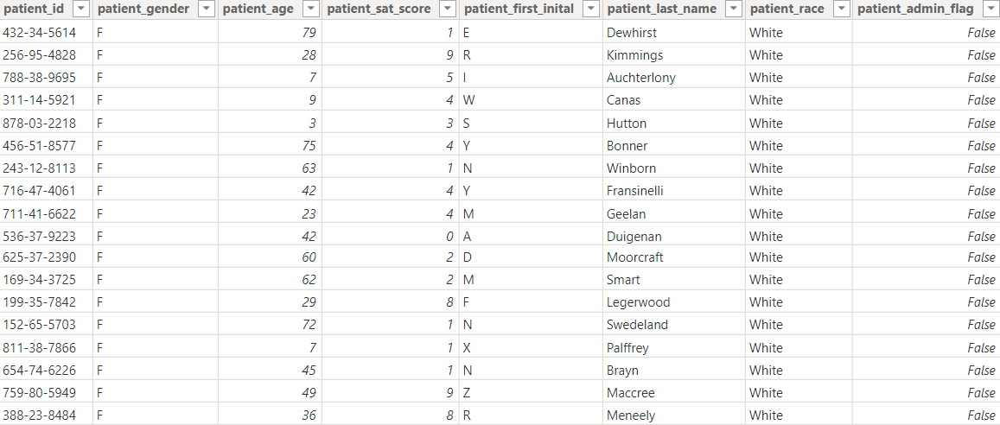 patient_id patient_gender patient_age patient_sat_score patient_first_inital patient_last_name patient_race patient_admin_flag
432-34-5614 F 79 1 E Dewhirst White False
256-95-4828 F 28 9 R Kimmings White False
788-38-9695 F 7 5 I Auchterlony White False
311-14-5921 F 9 4 W Canas White False
878-03-2218 F 3 3 S Hutton White False
456-51-8577 F 75 4 Y Bonner White False
243-12-8113 F 63 1 N Winborn White False
716-47-4061 F 42 4 Y Fransinelli White False
711-41-6622 F 23 4 M Geelan White False
536-37-9223 F 42 0 A Duigenan White False
625-37-2390 F 60 2 D Moorcraft White False
169-34-3725 F 62 2 M Smart White False
199-35-7842 F 29 8 F Legerwood White False
152-65-5703 F 72 1 N Swedeland White False
811-38-7866 F 7 1 X Palffrey White False
654-74-6226 F 45 1 N Brayn White False
759-80-5949 F 49 9 Z Maccree White False
388-23-8484 F 36 8 R Meneely White False